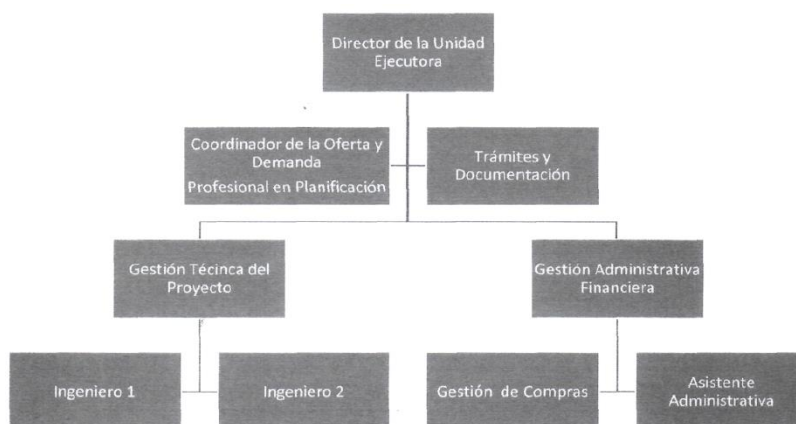 Director de la Unidad
Ejecutora
Coordinador de la Oferta y
Demanda
Profesional en Planificación
Trámites y
Documentación
Gestión Técinca del
Proyecto
Gestión Administrativa
Financiera
Ingeniero 1
Ingeniero 2
Gestión de Compras
Asistente
Administrativa